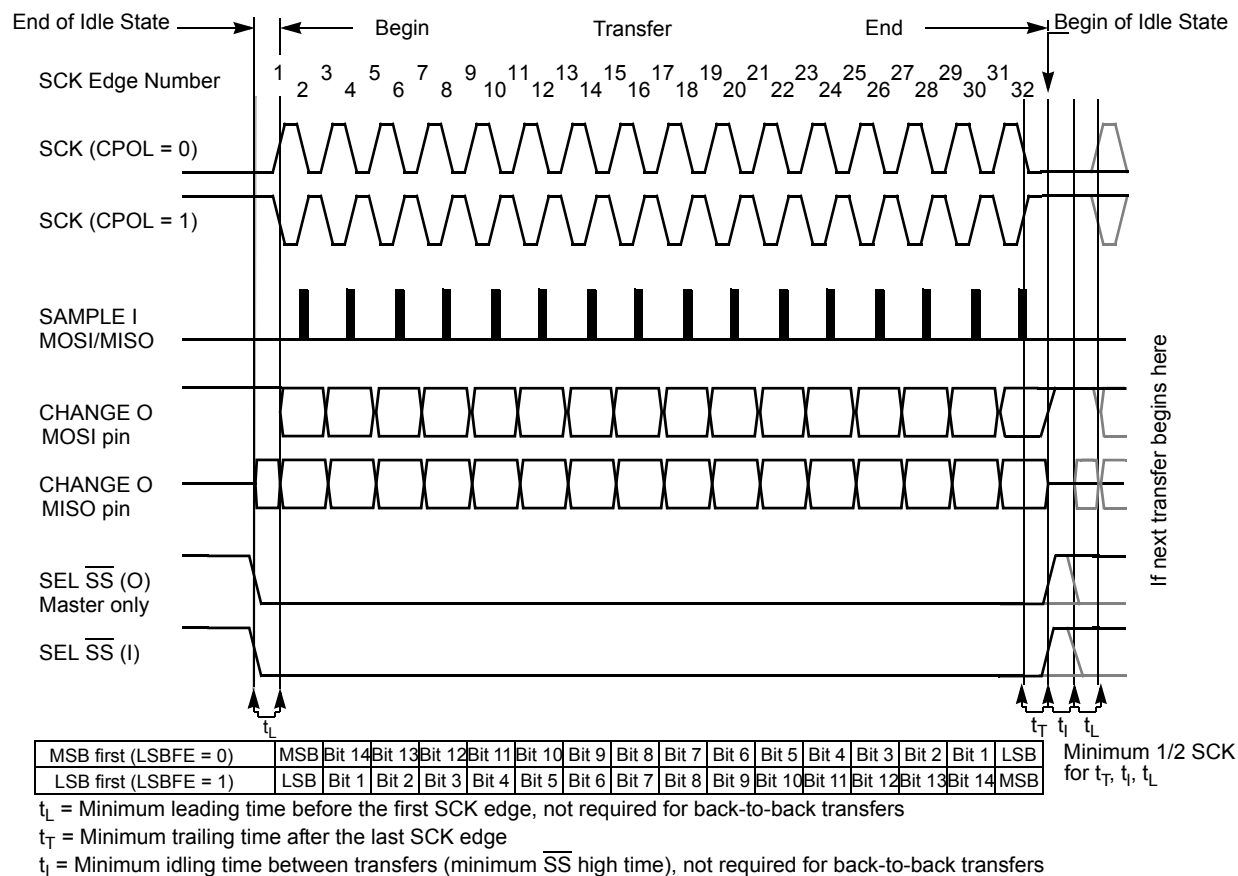 End of Idle State
Begin
Transfer
End
Begin of Idle State
SCK Edge Number
1 3 5 7 9 11 13 15 17 19 21 23 25 27 29 31
2 4 6 8 10 12 14 16 18 20 22 24 26 28 30 32
SCK (CPOL = 0)
SCK (CPOL = 1)
SAMPLE I
MOSI/MISO
CHANGE O
MOSI pin
CHANGE O
MISO pin
SEL SS (O)
Master only
SEL SS (I)
If next transfer begins here
tL
tT tI tL
MSB first (LSBFE = 0) MSB Bit 14 Bit 13 Bit 12 Bit 11 Bit 10 Bit 9 Bit 8 Bit 7 Bit 6 Bit 5 Bit 4 Bit 3 Bit 2 Bit 1 LSB
LSB first (LSBFE = 1) LSB Bit 1 Bit 2 Bit 3 Bit 4 Bit 5 Bit 6 Bit 7 Bit 8 Bit 9 Bit 10 Bit 11 Bit 12 Bit 13 Bit 14 MSB
Minimum 1/2 SCK
for tT, tI, tL
tL = Minimum leading time before the first SCK edge, not required for back-to-back transfers
tT = Minimum trailing time after the last SCK edge
tI = Minimum idling time between transfers (minimum SS high time), not required for back-to-back transfers